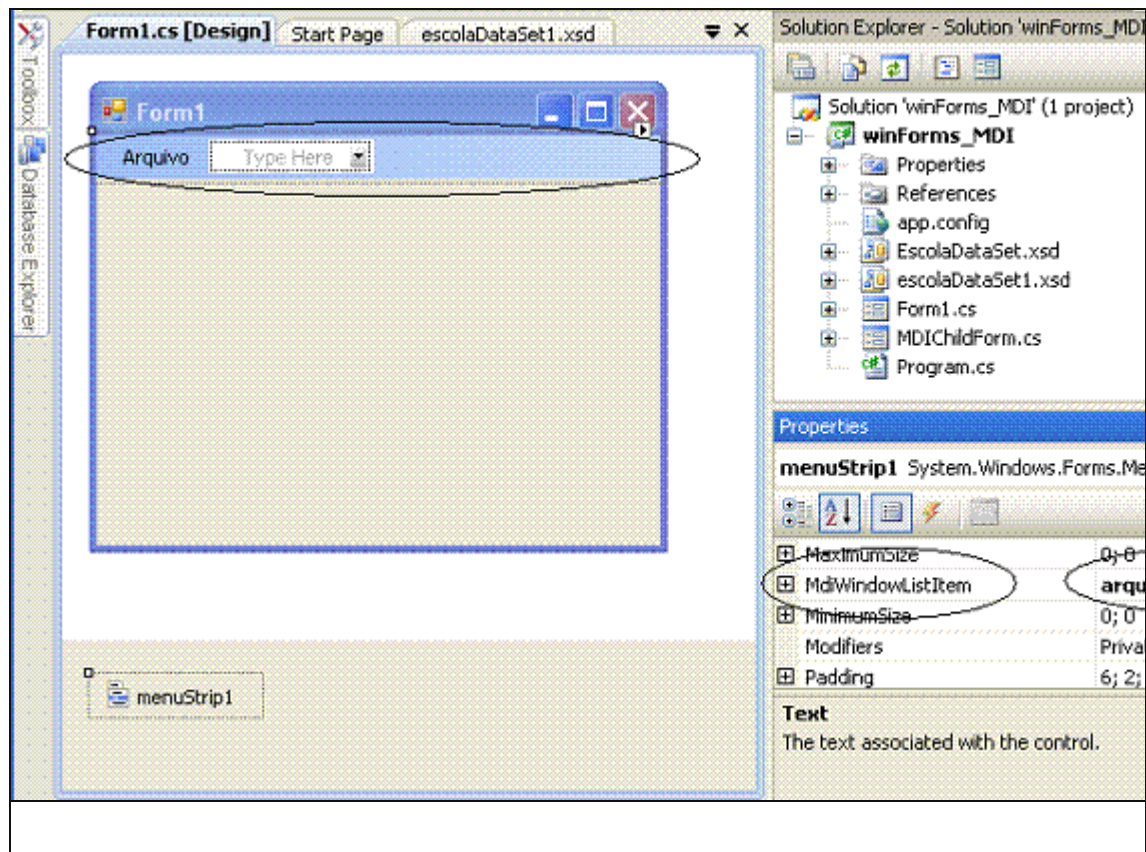 Form1.cs [Design] Start Page escolaDataSet1.xsd
Toolbox
Database Explorer
Form1
Arquivo Type Here
menuStrip1
Solution Explorer - Solution 'winForms_MDI
Solution 'winForms_MDI' (1 project)
winForms_MDI
Properties
References
app.config
EscolaDataSet.xsd
escolaDataSet1.xsd
Form1.cs
MDIChildForm.cs
Program.cs
Properties
menuStrip1 System.Windows.Forms.Me
MaximumSize 0; 0
MdiWindowListItem arqu
MinimumSize 0; 0
Modifiers Priva
Padding 6; 2;
Text
The text associated with the control.